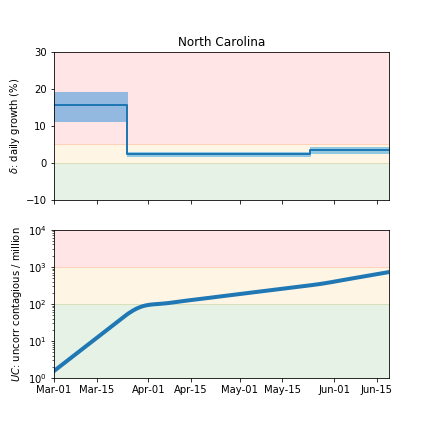 North Carolina
30
20
10
0
−10
δ: daily growth (%)
10⁴
10³
10²
10¹
10⁰
UC: uncorr contagious / million
Mar-01 Mar-15 Apr-01 Apr-15 May-01 May-15 Jun-01 Jun-15